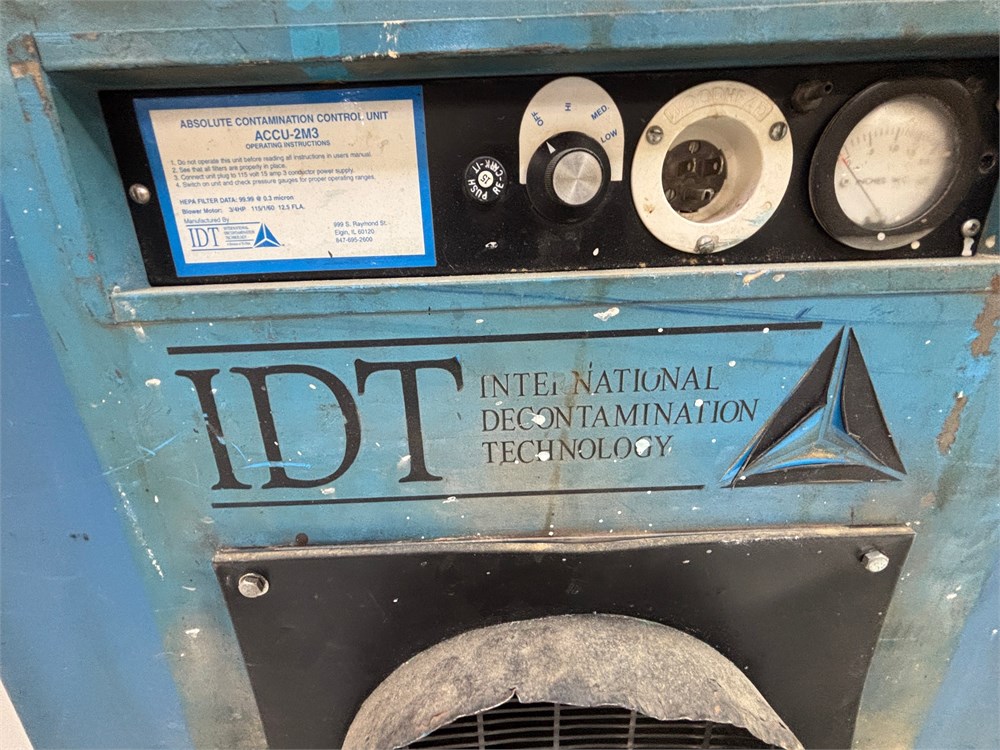 ABSOLUTE CONTAMINATION CONTROL UNIT
ACCU-2M3
OPERATING INSTRUCTIONS
1. Do not operate this unit before reading all instructions in users manual.
2. See that all filters are properly in place.
3. Connect unit plug to 115 volt 15 amp 3 conductor power supply.
4. Switch on unit and check pressure gauges for proper operating ranges.
HEPA FILTER DATA: 99.99 @ 0.3 micron
Blower Motor: 3/4HP 115/1/60 12.5 FLA.
Manufactured By
IDT INTERNATIONAL
DECONTAMINATION
TECHNOLOGY
999 S. Raymond St.
Elgin, IL 60120
847-695-2600
PUSH
15
OFF
HI
MED.
LOW
INCHES
IDT
INTERNATIONAL
DECONTAMINATION
TECHNOLOGY